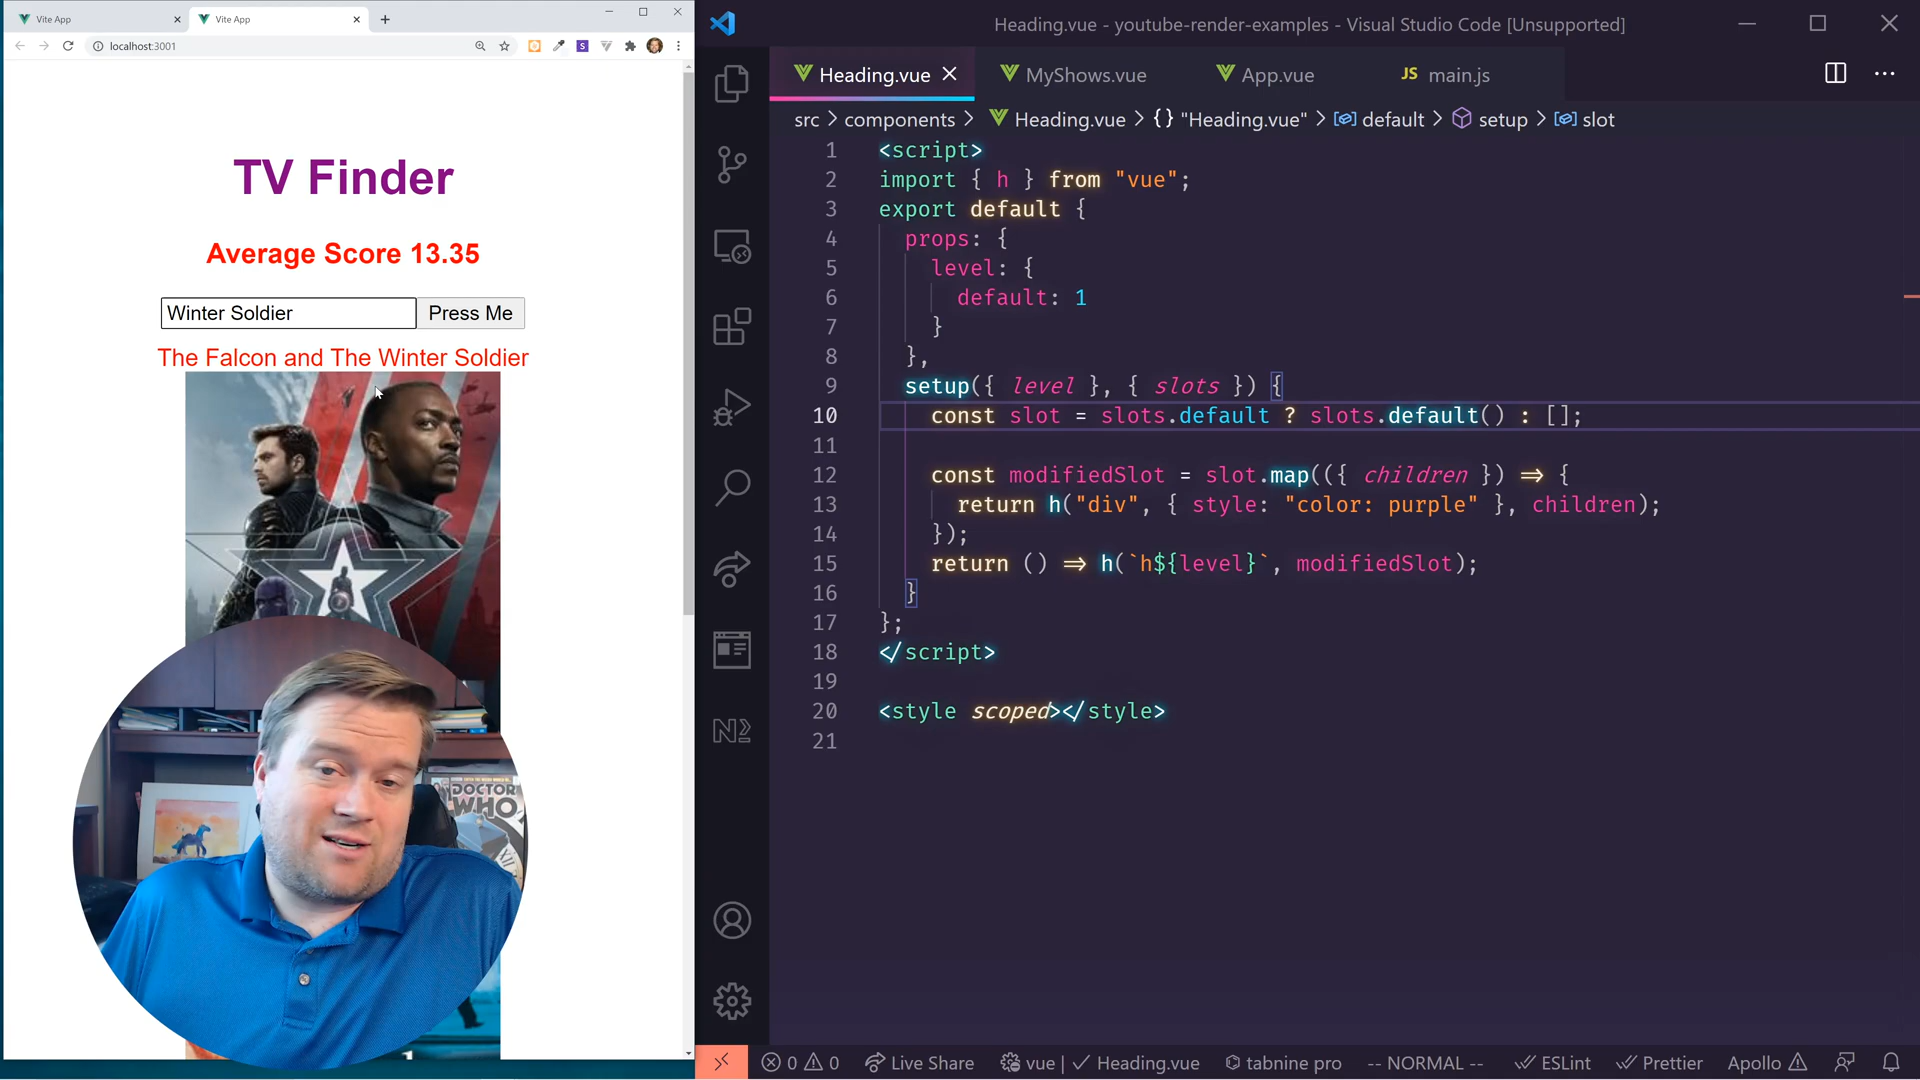 Vite App
Vite App
localhost:3001
TV Finder
Average Score 13.35
Winter Soldier
Press Me
The Falcon and The Winter Soldier
DOCTOR
WHO
XII
Heading.vue - youtube-render-examples - Visual Studio Code [Unsupported]
Heading.vue
MyShows.vue
App.vue
JS main.js
src > components > Heading.vue > {} "Heading.vue" > default > setup > slot
1 <script>
2 import { h } from "vue";
3 export default {
4 props: {
5 level: {
6 default: 1
7 }
8 },
9 setup({ level }, { slots }) {
10 const slot = slots.default ? slots.default() : [];
11
12 const modifiedSlot = slot.map(({ children }) => {
13 return h("div", { style: "color: purple" }, children);
14 });
15 return () => h(`h${level}`, modifiedSlot);
16 }
17 };
18 </script>
19
20 <style scoped></style>
21
0 0 Live Share vue | Heading.vue tabnine pro -- NORMAL -- ESLint Prettier Apollo